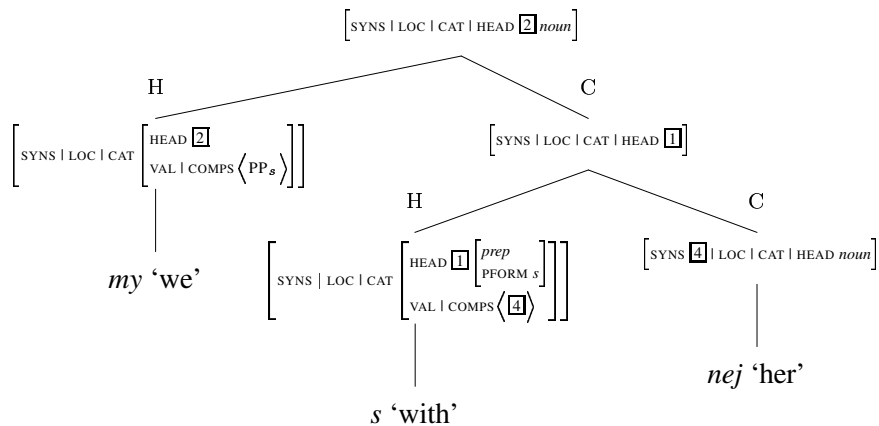 [SYNS | LOC | CAT | HEAD [2] noun]
H C
[SYNS | LOC | CAT [HEAD [2]
VAL | COMPS ⟨PPs⟩]]
[SYNS | LOC | CAT | HEAD [1]]
H C
my ‘we’
[SYNS | LOC | CAT [HEAD [1] [prep
PFORM s]
VAL | COMPS ⟨[4]⟩]]
[SYNS [4] | LOC | CAT | HEAD noun]
s ‘with’
nej ‘her’